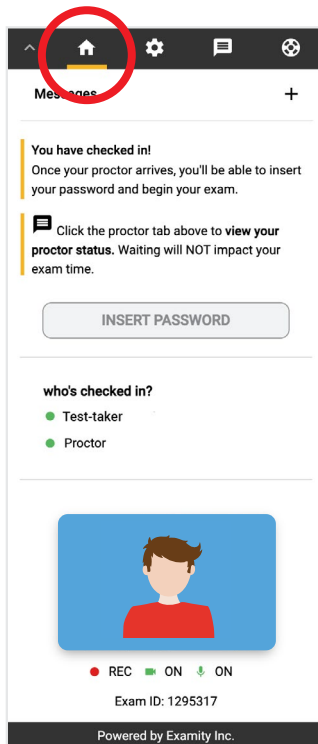 Messages +
You have checked in!
Once your proctor arrives, you'll be able to insert
your password and begin your exam.
Click the proctor tab above to view your
proctor status. Waiting will NOT impact your
exam time.
INSERT PASSWORD
who's checked in?
Test-taker
Proctor
REC ON ON
Exam ID: 1295317
Powered by Examity Inc.